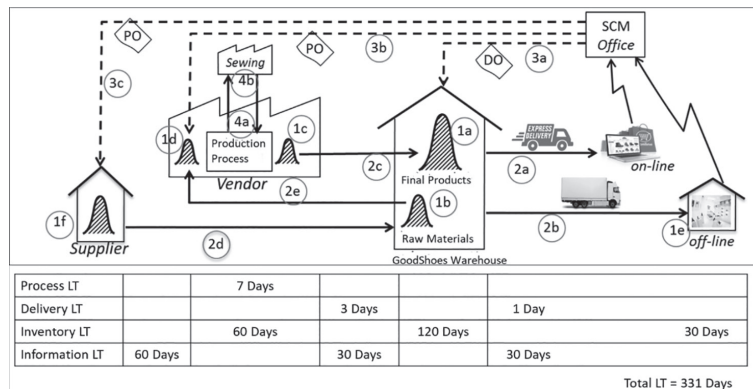 PO
PO
DO
SCM
Office
3b
3a
3c
Sewing
4b
4a
1d
1c
Production
Process
Vendor
2c
2e
1a
Final Products
1b
Raw Materials
GoodShoes Warehouse
EXPRESS
DELIVERY
2a
on-line
2b
1e
off-line
1f
Supplier
2d
Process LT 7 Days
Delivery LT 3 Days 1 Day
Inventory LT 60 Days 120 Days 30 Days
Information LT 60 Days 30 Days 30 Days
Total LT = 331 Days